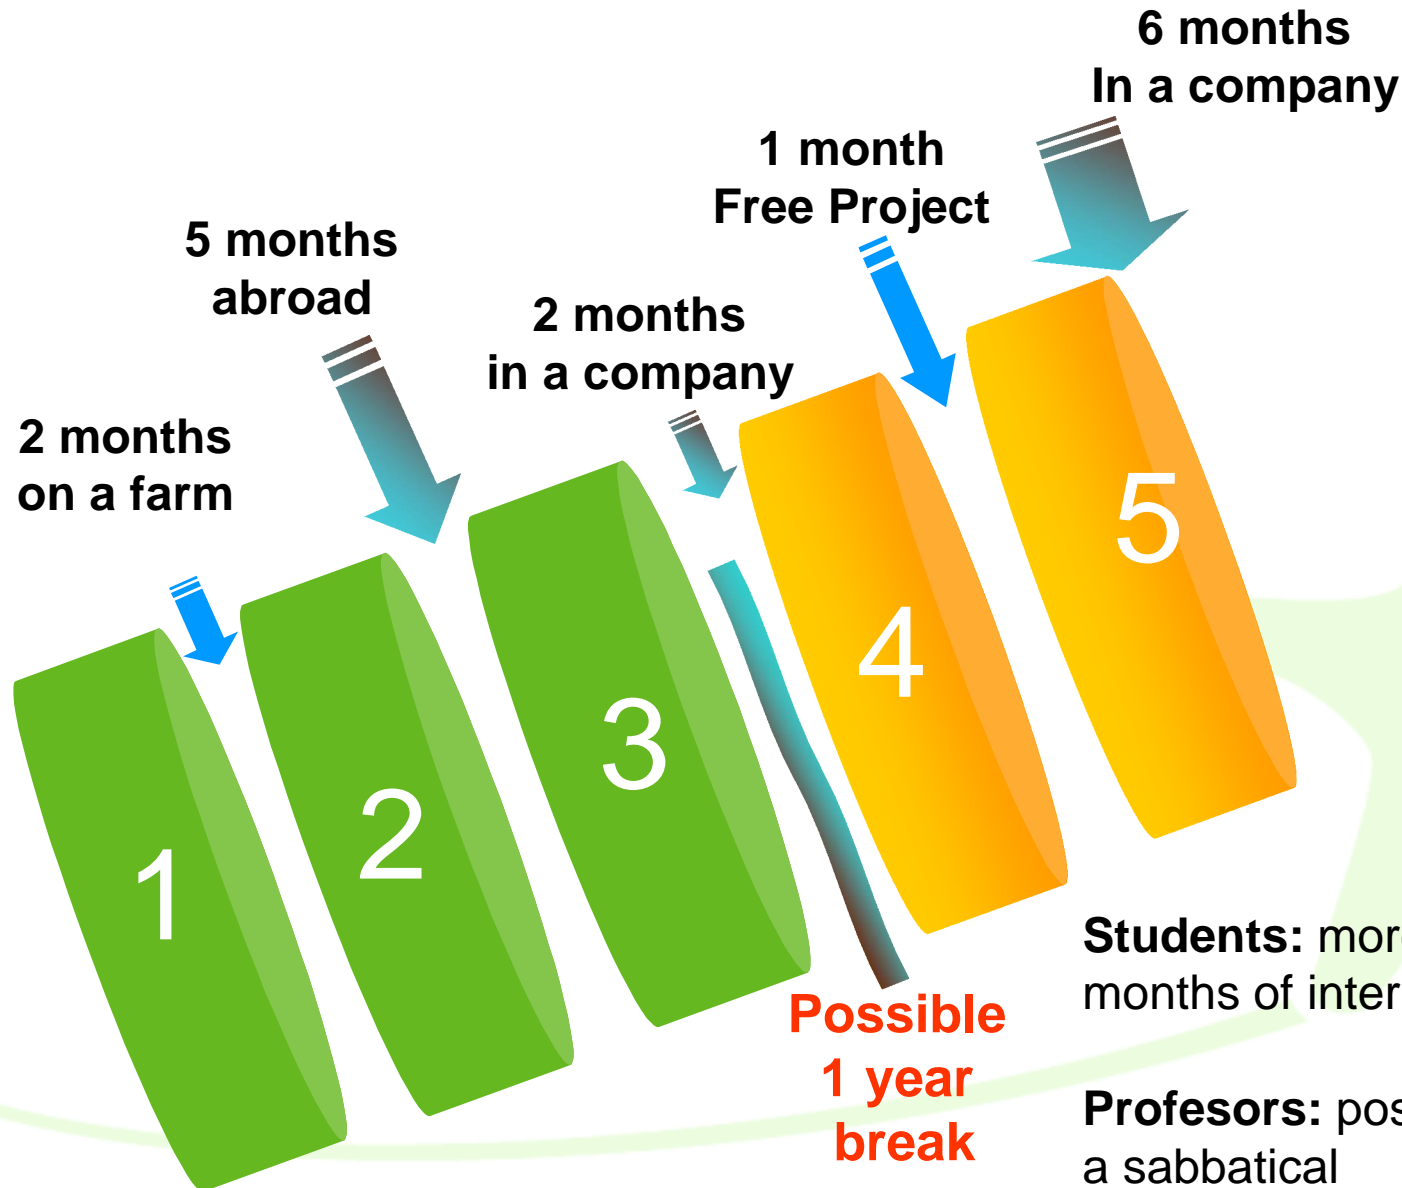 6 months
In a company
1 month
Free Project
5 months
abroad
2 months
in a company
2 months
on a farm
1
2
3
4
5
Possible
1 year
break
Students:
months of
Profesors:
a sabbatical